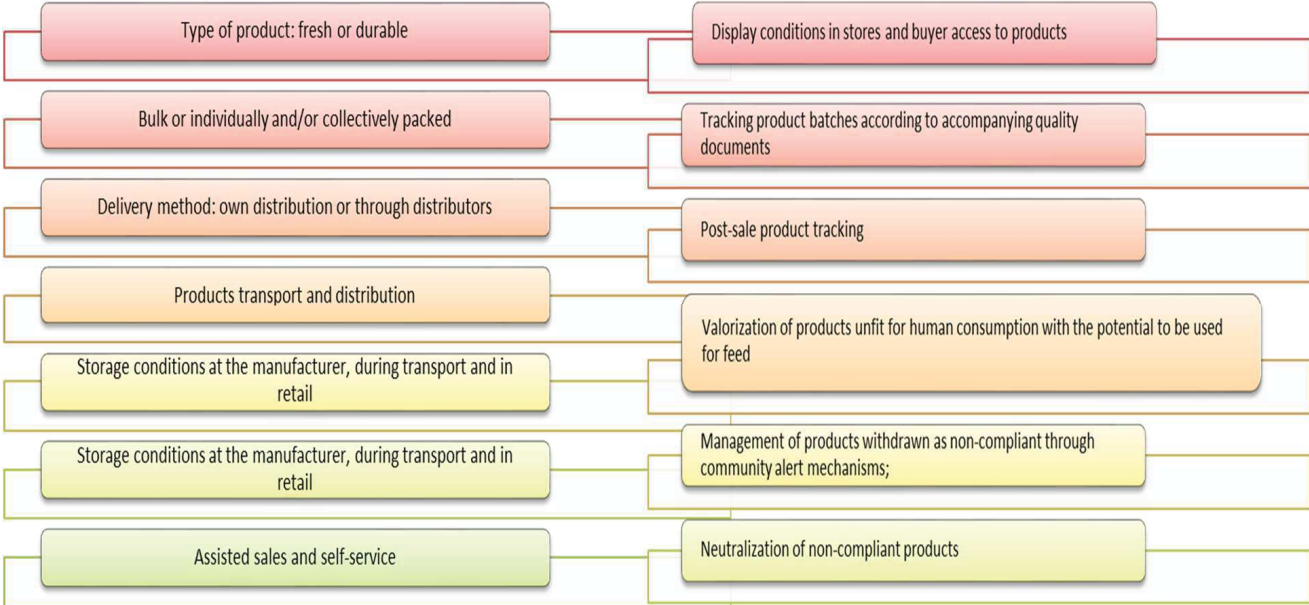 Type of product: fresh or durable
Bulk or individually and/or collectively packed
Delivery method: own distribution or through distributors
Products transport and distribution
Storage conditions at the manufacturer, during transport and in
retail
Storage conditions at the manufacturer, during transport and in
retail
Assisted sales and self-service
Display conditions in stores and buyer access to products
Tracking product batches according to accompanying quality
documents
Post-sale product tracking
Valorization of products unfit for human consumption with the potential to be used
for feed
Management of products withdrawn as non-compliant through
community alert mechanisms;
Neutralization of non-compliant products